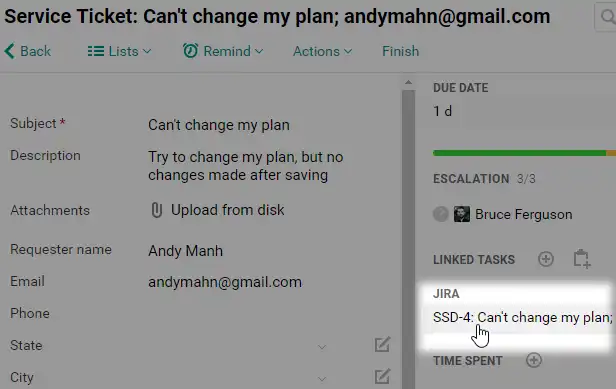 Service Ticket: Can't change my plan; andymahn@gmail.com
Back
Lists
Remind
Actions
Finish
Subject *
Can't change my plan
Description
Try to change my plan, but no
changes made after saving
Attachments
Upload from disk
Requester name
Andy Manh
Email
andymahn@gmail.com
Phone
State
City
DUE DATE
1 d
ESCALATION 3/3
Bruce Ferguson
LINKED TASKS
JIRA
SSD-4: Can't change my plan;
TIME SPENT